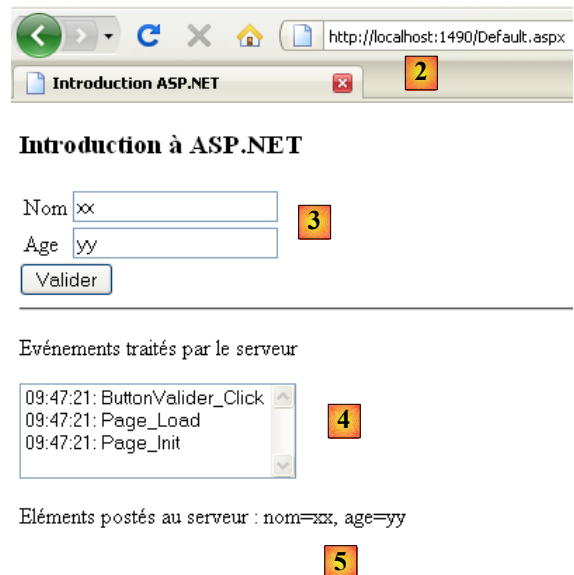 http://localhost:1490/Default.aspx
2
Introduction ASP.NET
Introduction à ASP.NET
Nom xx
3
Age yy
Valider
Evénements traités par le serveur
09:47:21: ButtonValider_Click
09:47:21: Page_Load
4
09:47:21: Page_Init
Eléments postés au serveur : nom=xx, age=yy
5